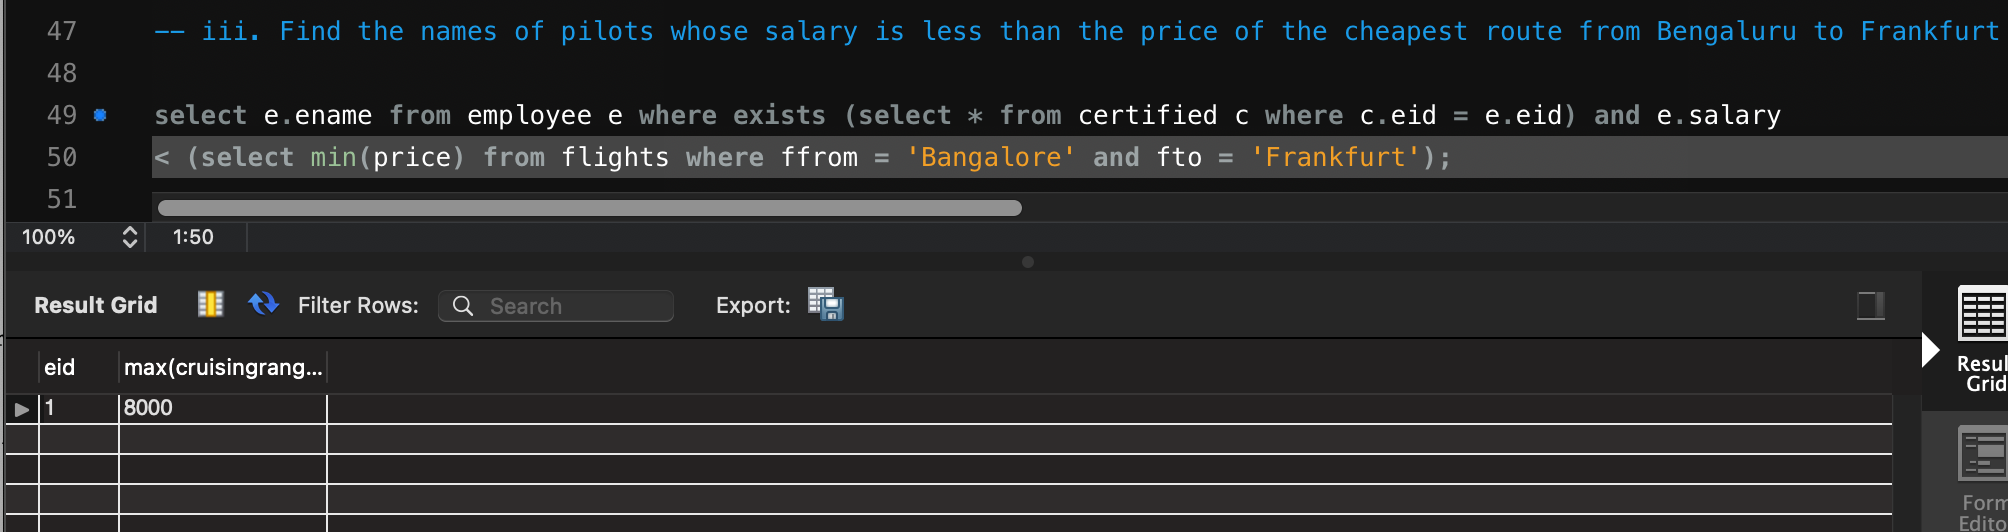 47 -- iii. Find the names of pilots whose salary is less than the price of the cheapest route from Bengaluru to Frankfurt
48
49 select e.ename from employee e where exists (select * from certified c where c.eid = e.eid) and e.salary
50 < (select min(price) from flights where ffrom = 'Bangalore' and fto = 'Frankfurt');
51
100% 1:50
Result Grid Filter Rows: Search Export:
Resul
Grid
eid max(cruisingrang...
1 8000
Form
Edito